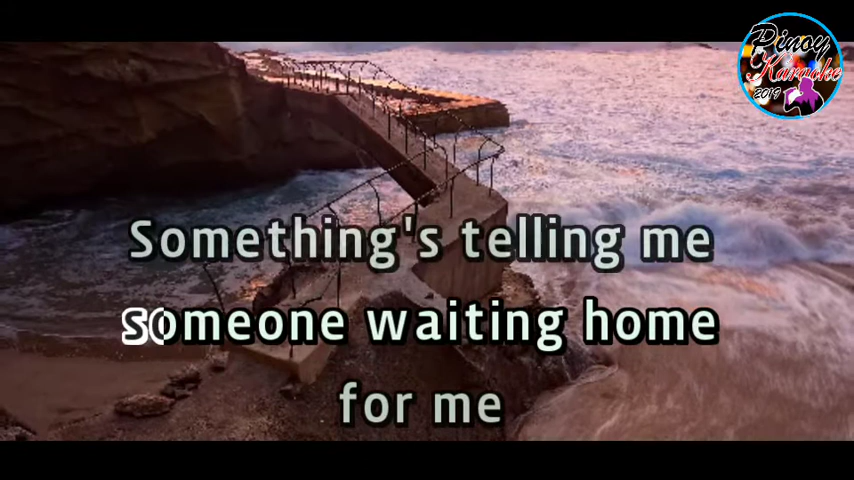 Pinoy
Karaoke
2019
Something's telling me
someone waiting home
for me